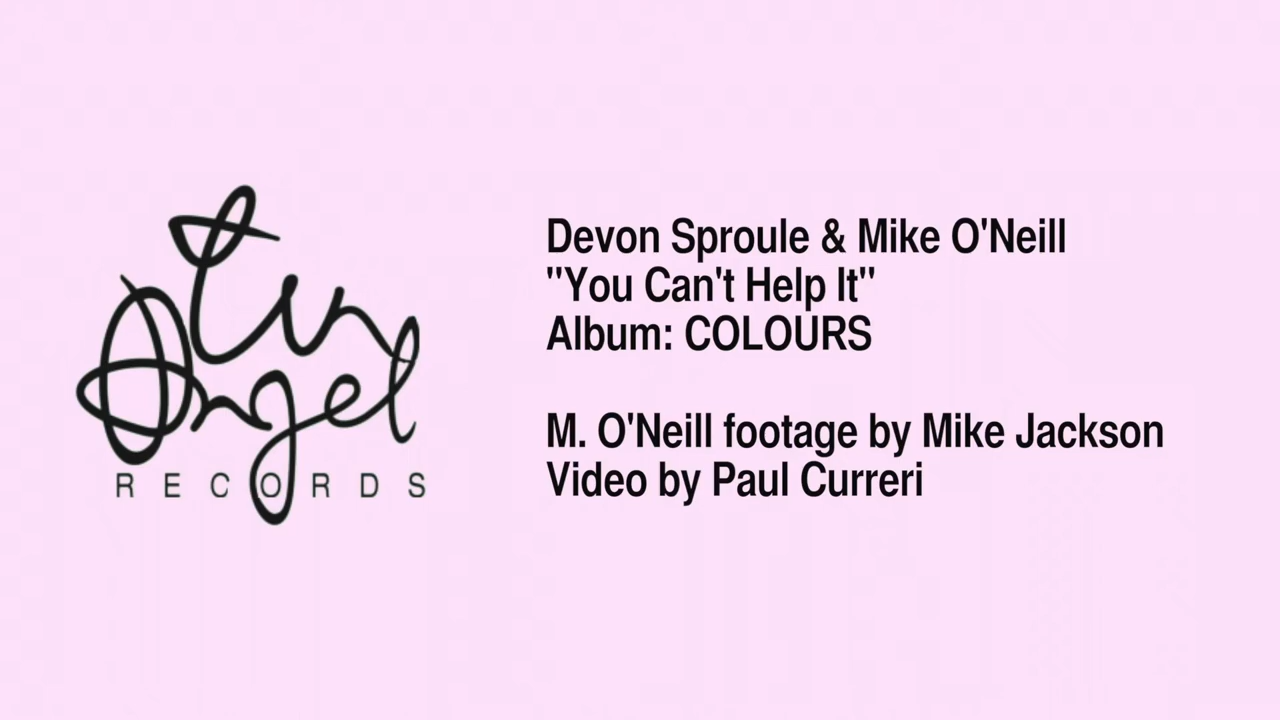 Tin
Angel
RECORDS
Devon Sproule & Mike O'Neill
"You Can't Help It"
Album: COLOURS
M. O'Neill footage by Mike Jackson
Video by Paul Curreri